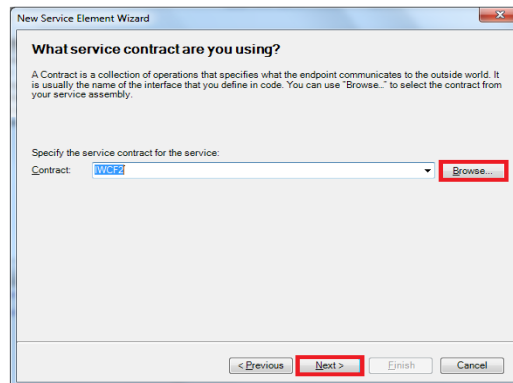 New Service Element Wizard
What service contract are you using?
A Contract is a collection of operations that specifies what the endpoint communicates to the outside world. It
is usually the name of the interface that you define in code. You can use "Browse..." to select the contract from
your service assembly.
Specify the service contract for the service:
Contract: IWCF2 Browse...
< Previous Next > Finish Cancel